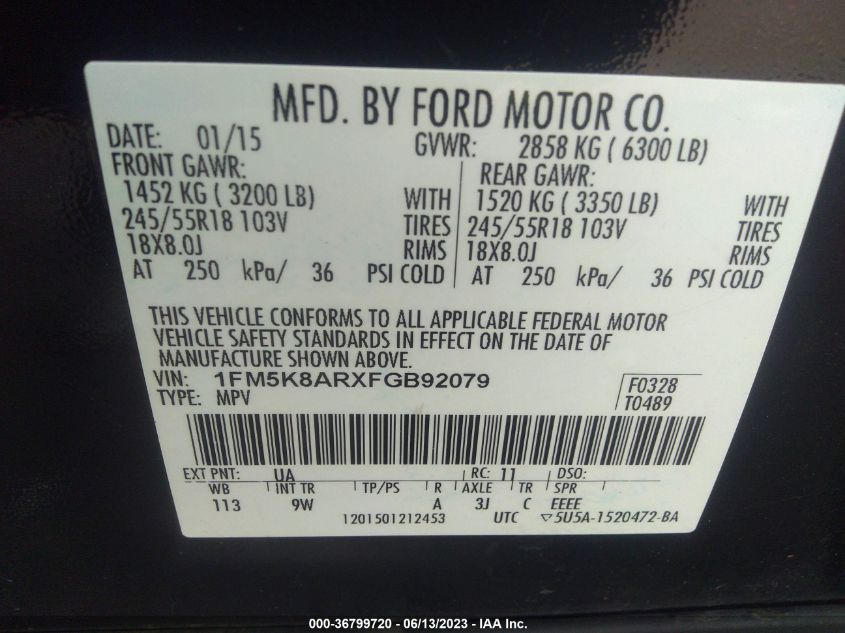 MFD. BY FORD MOTOR CO.
DATE: 01/15 GVWR: 2858 KG ( 6300 LB)
FRONT GAWR: REAR GAWR:
1452 KG ( 3200 LB) WITH 1520 KG ( 3350 LB) WITH
245/55R18 103V TIRES 245/55R18 103V TIRES
18X8.0J RIMS 18X8.0J RIMS
AT 250 kPa/ 36 PSI COLD AT 250 kPa/ 36 PSI COLD
THIS VEHICLE CONFORMS TO ALL APPLICABLE FEDERAL MOTOR
VEHICLE SAFETY STANDARDS IN EFFECT ON THE DATE OF
MANUFACTURE SHOWN ABOVE.
VIN: 1FM5K8ARXFGB92079 F0328
TYPE: MPV T0489
EXT PNT: UA RC: 11 DSO:
WB INT TR TP/PS R AXLE TR SPR
113 9W A 3J C EEEE
1201501212453 UTC ▽5U5A-1520472-BA
000-36799720 - 06/13/2023 - IAA Inc.